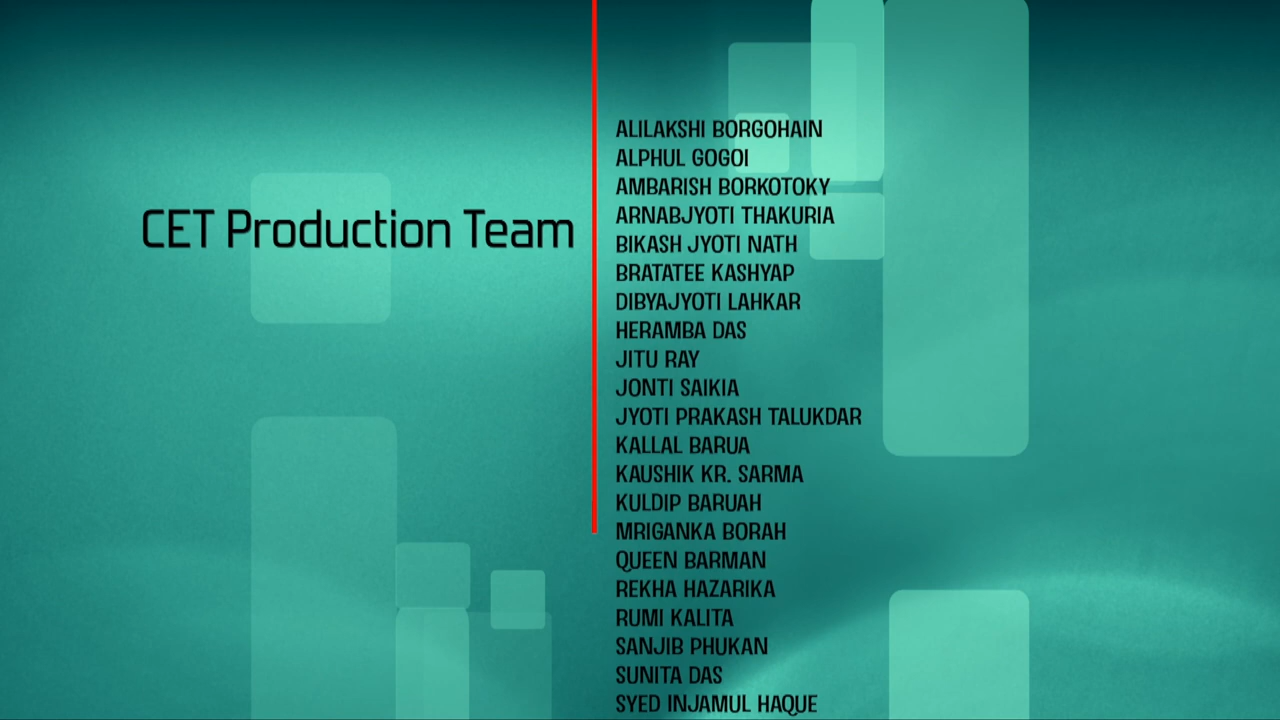 CET Production Team
ALILAKSHI BORGOHAIN
ALPHUL GOGOI
AMBARISH BORKOTOKY
ARNABJYOTI THAKURIA
BIKASH JYOTI NATH
BRATATEE KASHYAP
DIBYAJYOTI LAHKAR
HERAMBA DAS
JITU RAY
JONTI SAIKIA
JYOTI PRAKASH TALUKDAR
KALLAL BARUA
KAUSHIK KR. SARMA
KULDIP BARUAH
MRIGANKA BORAH
QUEEN BARMAN
REKHA HAZARIKA
RUMI KALITA
SANJIB PHUKAN
SUNITA DAS
SYED INJAMUL HAQUE